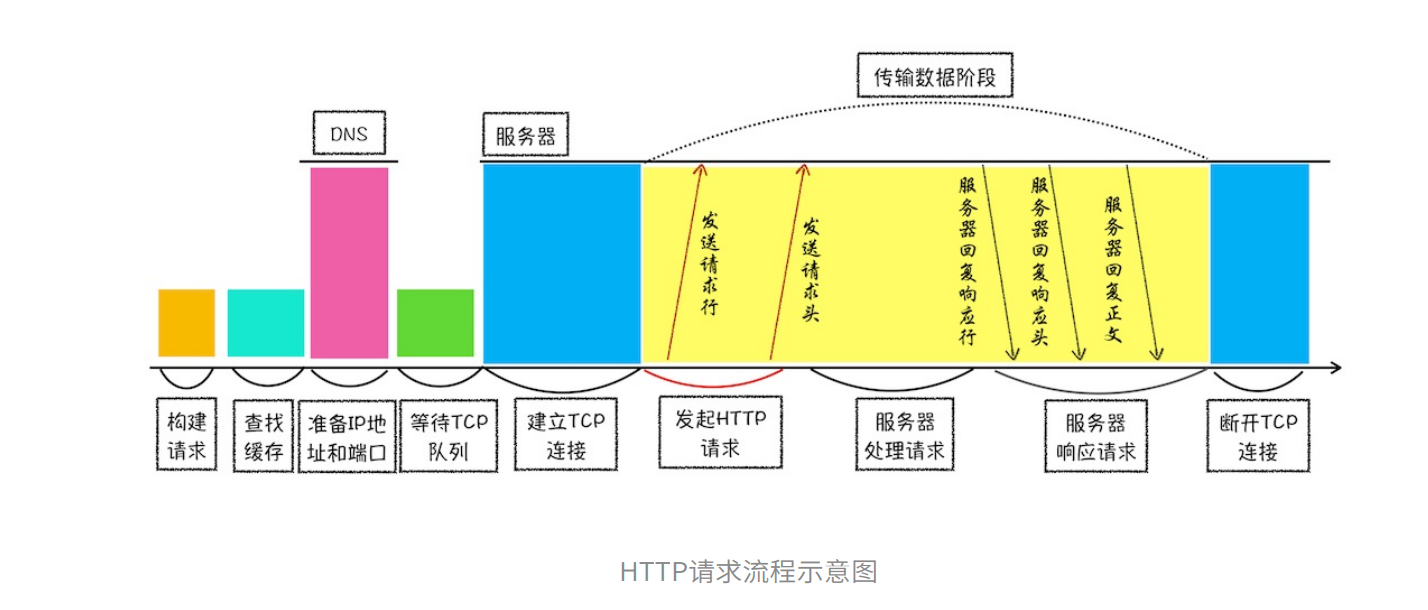 传输数据阶段
DNS
服务器
发送请求行
发送请求头
服务器回复响应行
服务器回复响应头
服务器回复正文
构建
请求
查找
缓存
准备IP地
址和端口
等待TCP
队列
建立TCP
连接
发起HTTP
请求
服务器
处理请求
服务器
响应请求
断开TCP
连接
HTTP请求流程示意图